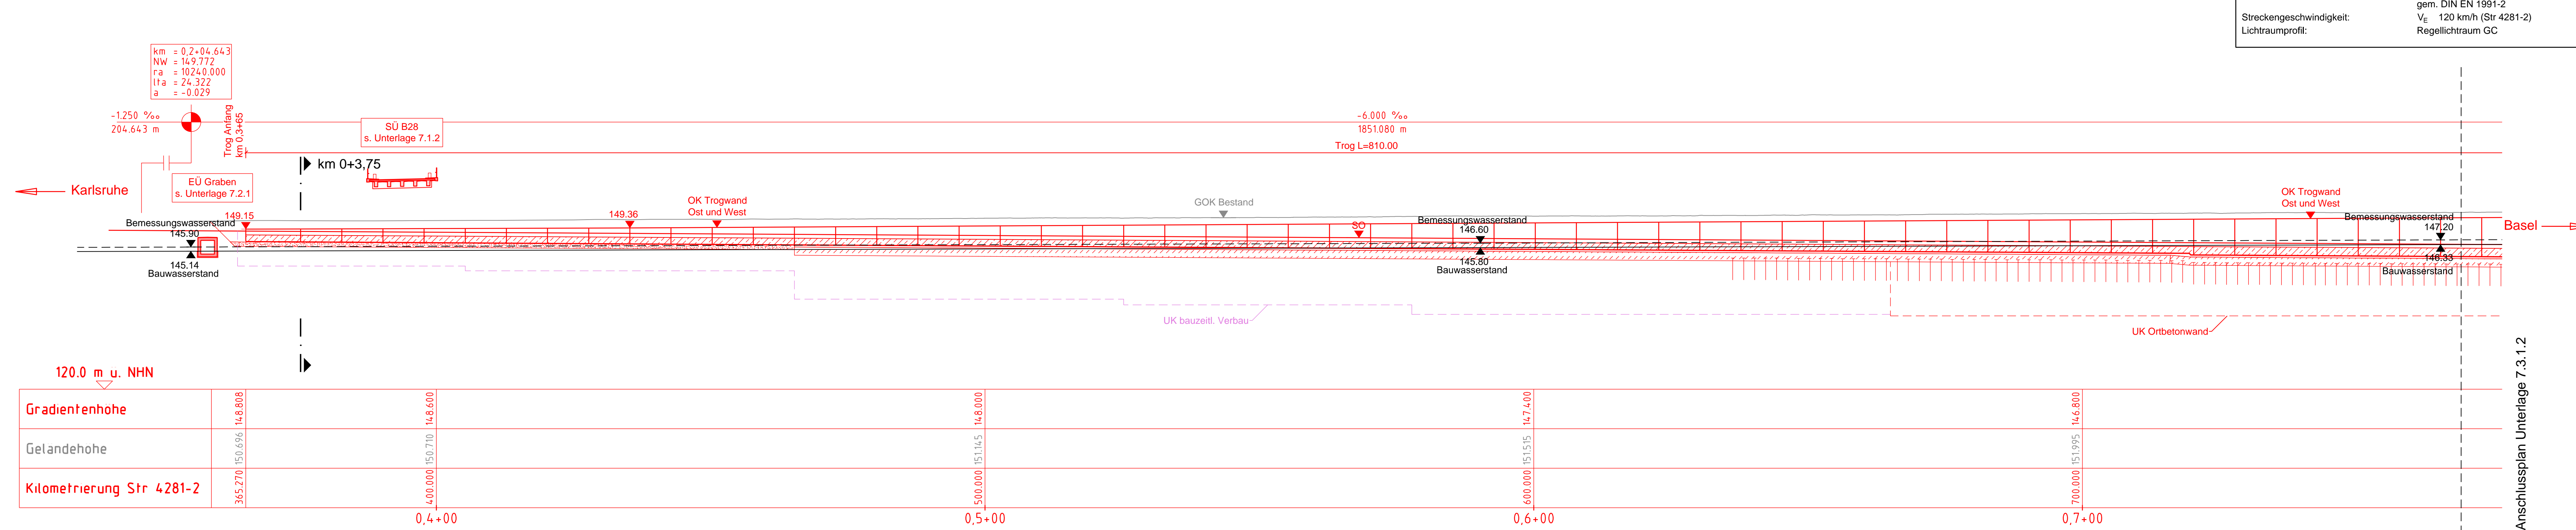 gem. DIN EN 1991-2
Streckengeschwindigkeit: VE 120 km/h (Str 4281-2)
Lichtraumprofil: Regellichtraum GC
km = 0,2+04.643
NW = 149.772
ra = 10240.000
lta = 24.322
a = -0.029
-1.250 ‰
204.643 m
Trog Anfang
km 0,3+65
SÜ B28
s. Unterlage 7.1.2
-6.000 ‰
1851.080 m
Trog L=810.00
km 0+3,75
Karlsruhe
EÜ Graben
s. Unterlage 7.2.1
Bemessungswasserstand
145.90
145.14
Bauwasserstand
149.15
149.36
OK Trogwand
Ost und West
GOK Bestand
SO
Bemessungswasserstand
146.60
145.80
Bauwasserstand
OK Trogwand
Ost und West
Bemessungswasserstand
147.20
146.33
Bauwasserstand
Basel
UK bauzeitl. Verbau
UK Ortbetonwand
Anschlussplan Unterlage 7.3.1.2
120.0 m u. NHN
Gradientenhohe 148.808 148.600 148.000 147.400 146.800
Gelandehohe 150.696 150.710 151.145 151.515 151.995
Kilometrierung Str 4281-2 365.270 400.000 500.000 600.000 700.000
0,4+00 0,5+00 0,6+00 0,7+00